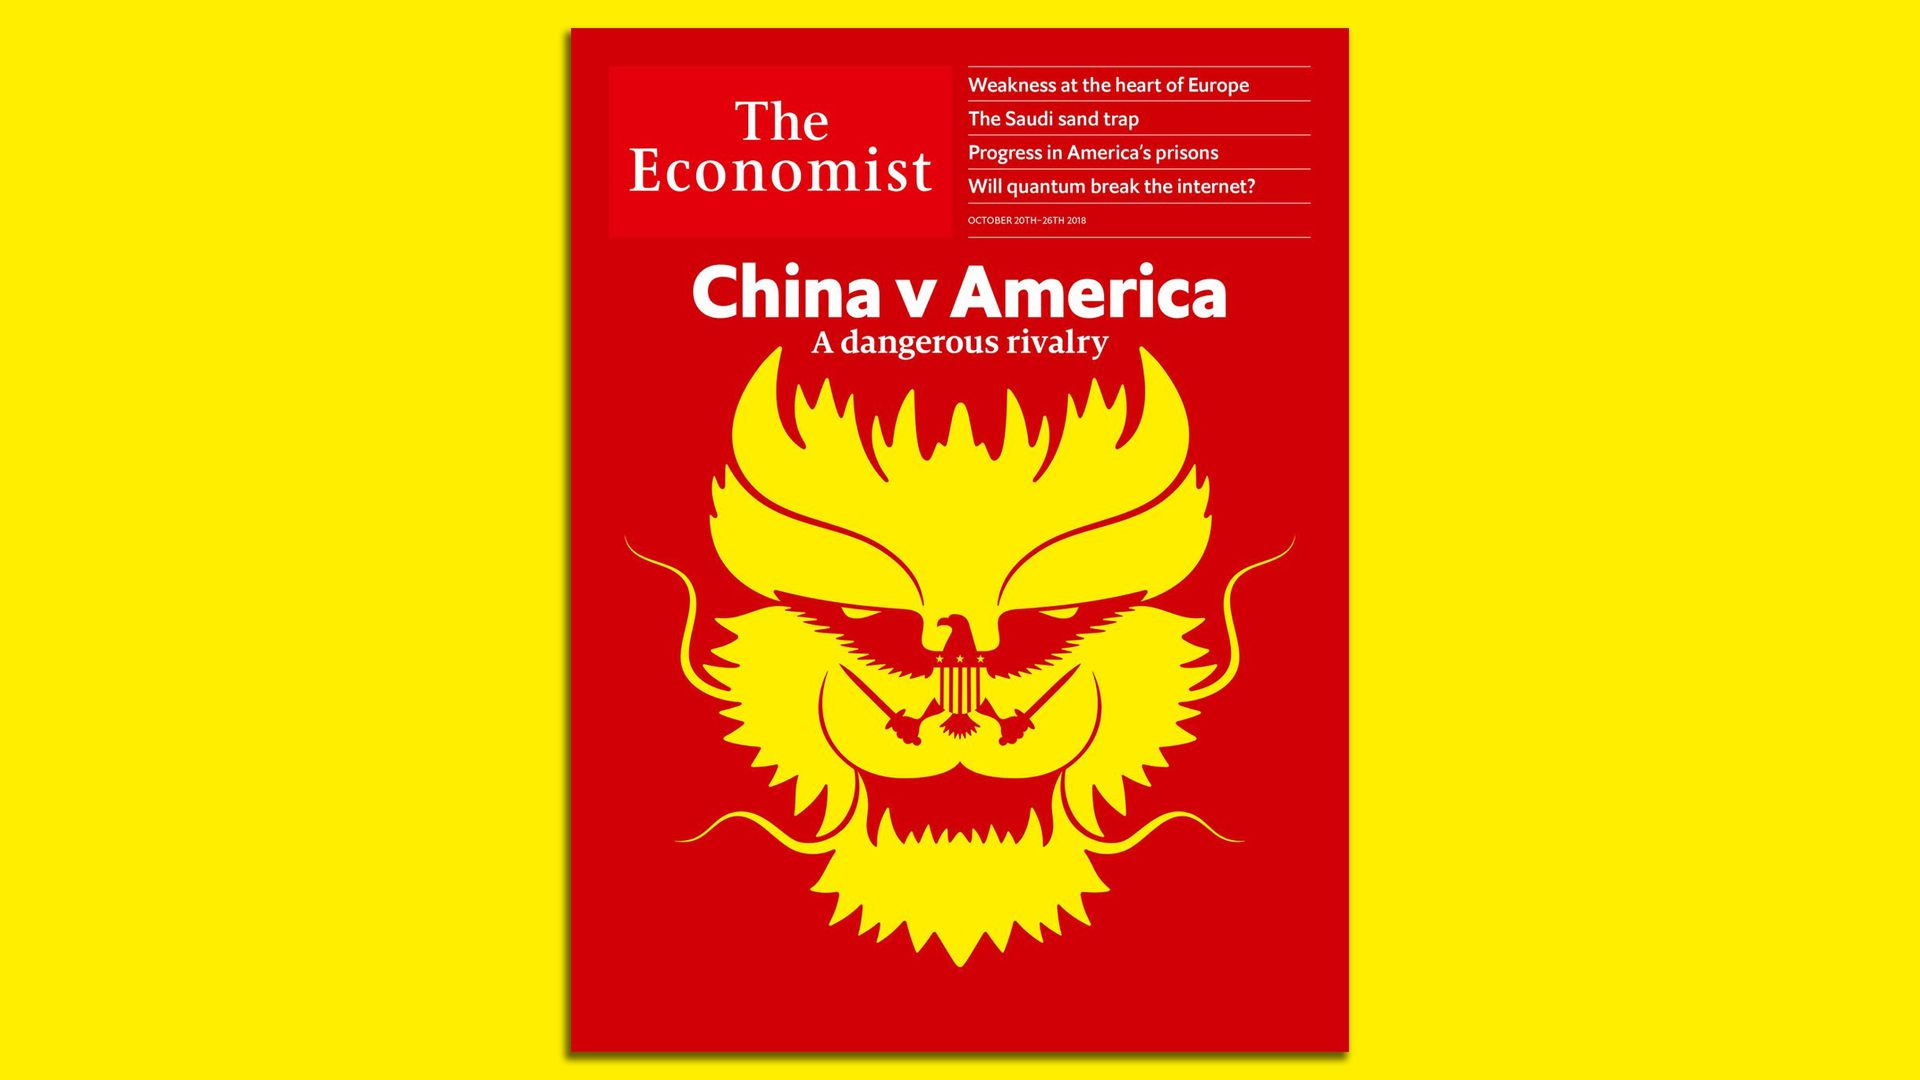 The
Economist
Weakness at the heart of Europe
The Saudi sand trap
Progress in America's prisons
Will quantum break the internet?
OCTOBER 20TH–26TH 2018
China v America
A dangerous rivalry